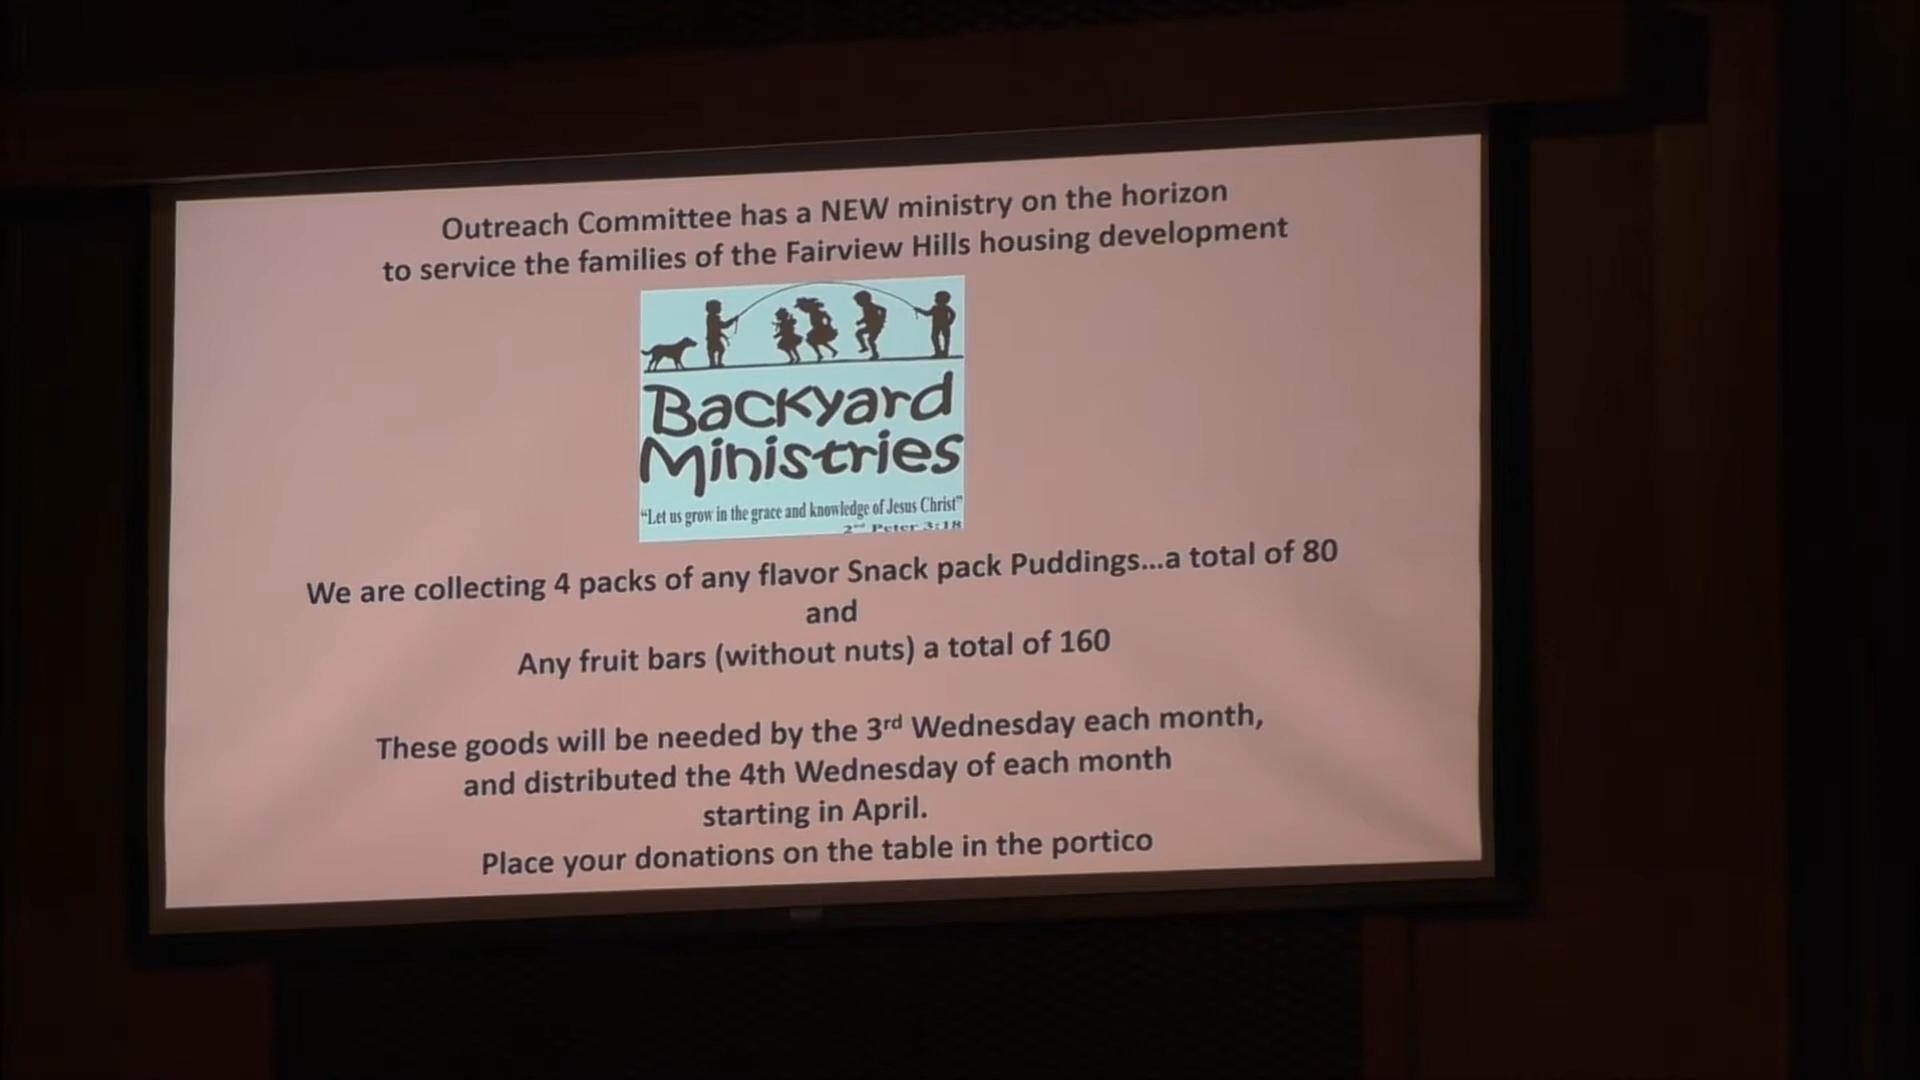 Outreach Committee has a NEW ministry on the horizon
to service the families of the Fairview Hills housing development
Backyard
Ministries
"Let us grow in the grace and knowledge of Jesus Christ"
2nd Peter 3:18
We are collecting 4 packs of any flavor Snack pack Puddings...a total of 80
and
Any fruit bars (without nuts) a total of 160
These goods will be needed by the 3rd Wednesday each month,
and distributed the 4th Wednesday of each month
starting in April.
Place your donations on the table in the portico